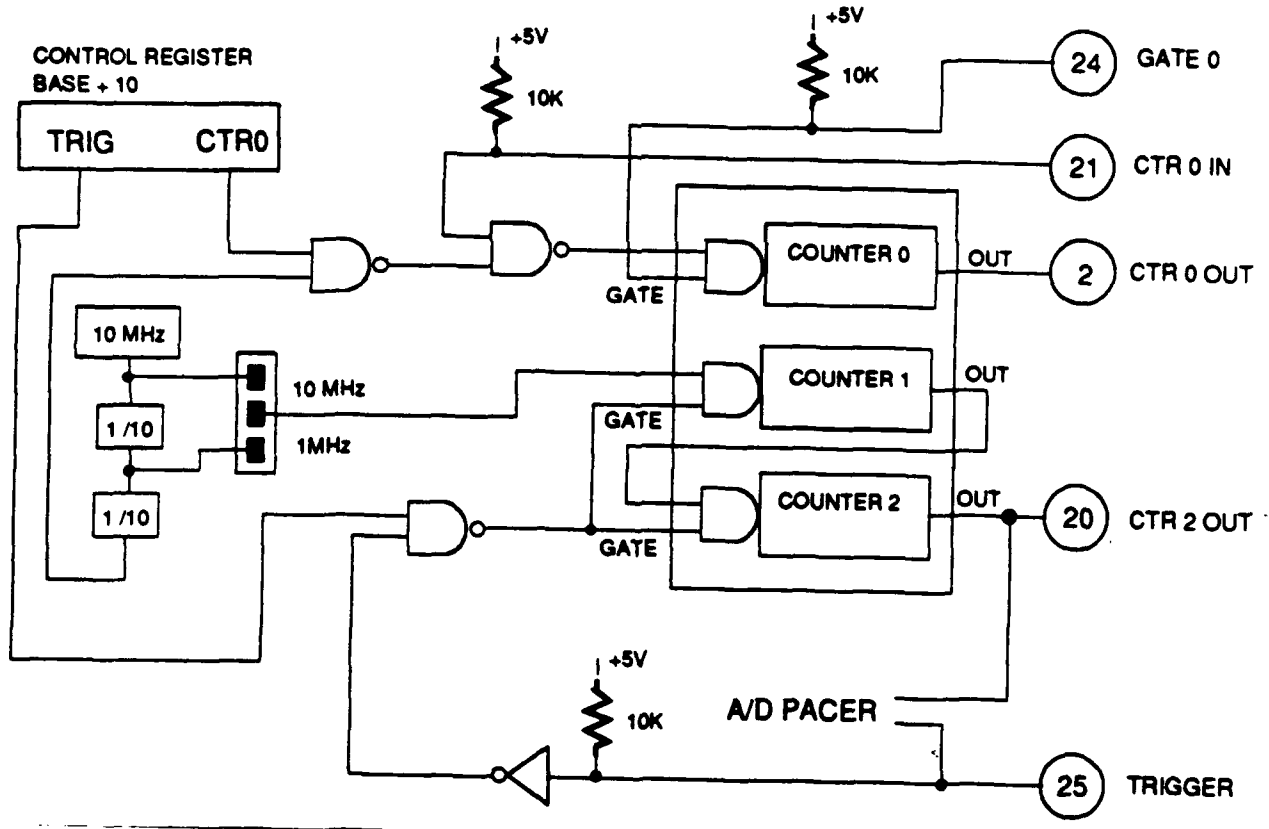 +5V
+5V
CONTROL REGISTER
BASE + 10
10K
10K
24 GATE 0
TRIG CTR0
21 CTR 0 IN
COUNTER 0
OUT
2 CTR 0 OUT
GATE
10 MHz
10 MHz
COUNTER 1
OUT
1 /10
GATE
1MHz
1 /10
COUNTER 2
OUT
20 CTR 2 OUT
GATE
+5V
10K
A/D PACER
25 TRIGGER